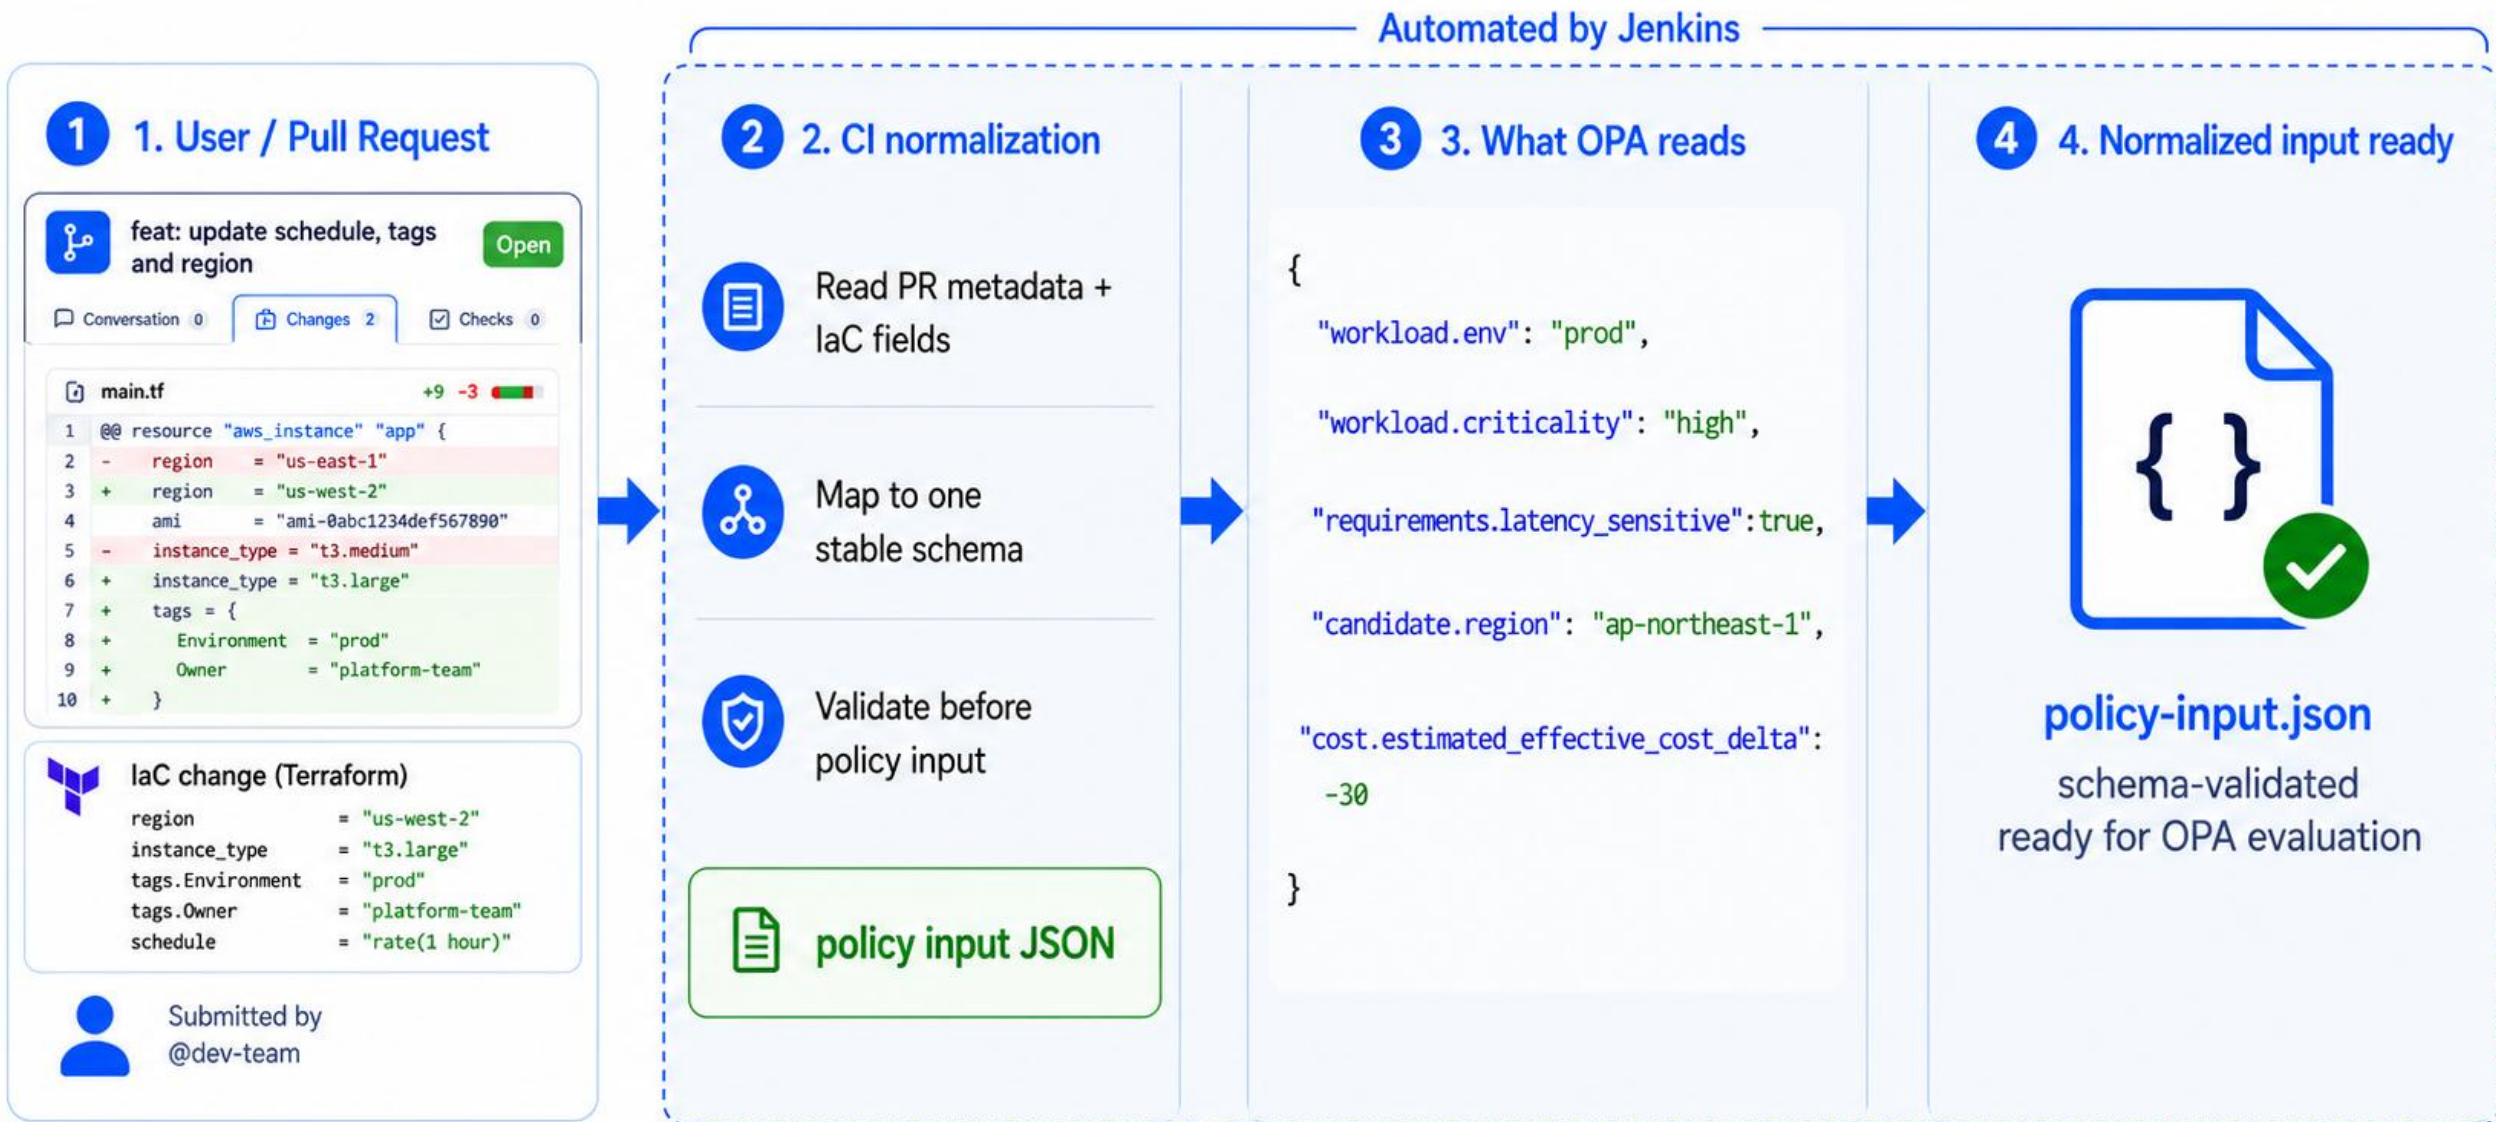 Automated by Jenkins
1 1. User / Pull Request
feat: update schedule, tags
and region
Open
Conversation 0 Changes 2 Checks 0
main.tf +9 -3
1 @@ resource "aws_instance" "app" {
2 - region = "us-east-1"
3 + region = "us-west-2"
4 ami = "ami-0abc1234def567890"
5 - instance_type = "t3.medium"
6 + instance_type = "t3.large"
7 + tags = {
8 + Environment = "prod"
9 + Owner = "platform-team"
10 + }
IaC change (Terraform)
region = "us-west-2"
instance_type = "t3.large"
tags.Environment = "prod"
tags.Owner = "platform-team"
schedule = "rate(1 hour)"
Submitted by
@dev-team
2 2. CI normalization
Read PR metadata +
IaC fields
Map to one
stable schema
Validate before
policy input
policy input JSON
3 3. What OPA reads
{
"workload.env": "prod",
"workload.criticality": "high",
"requirements.latency_sensitive":true,
"candidate.region": "ap-northeast-1",
"cost.estimated_effective_cost_delta":
-30
}
4 4. Normalized input ready
{ }
policy-input.json
schema-validated
ready for OPA evaluation